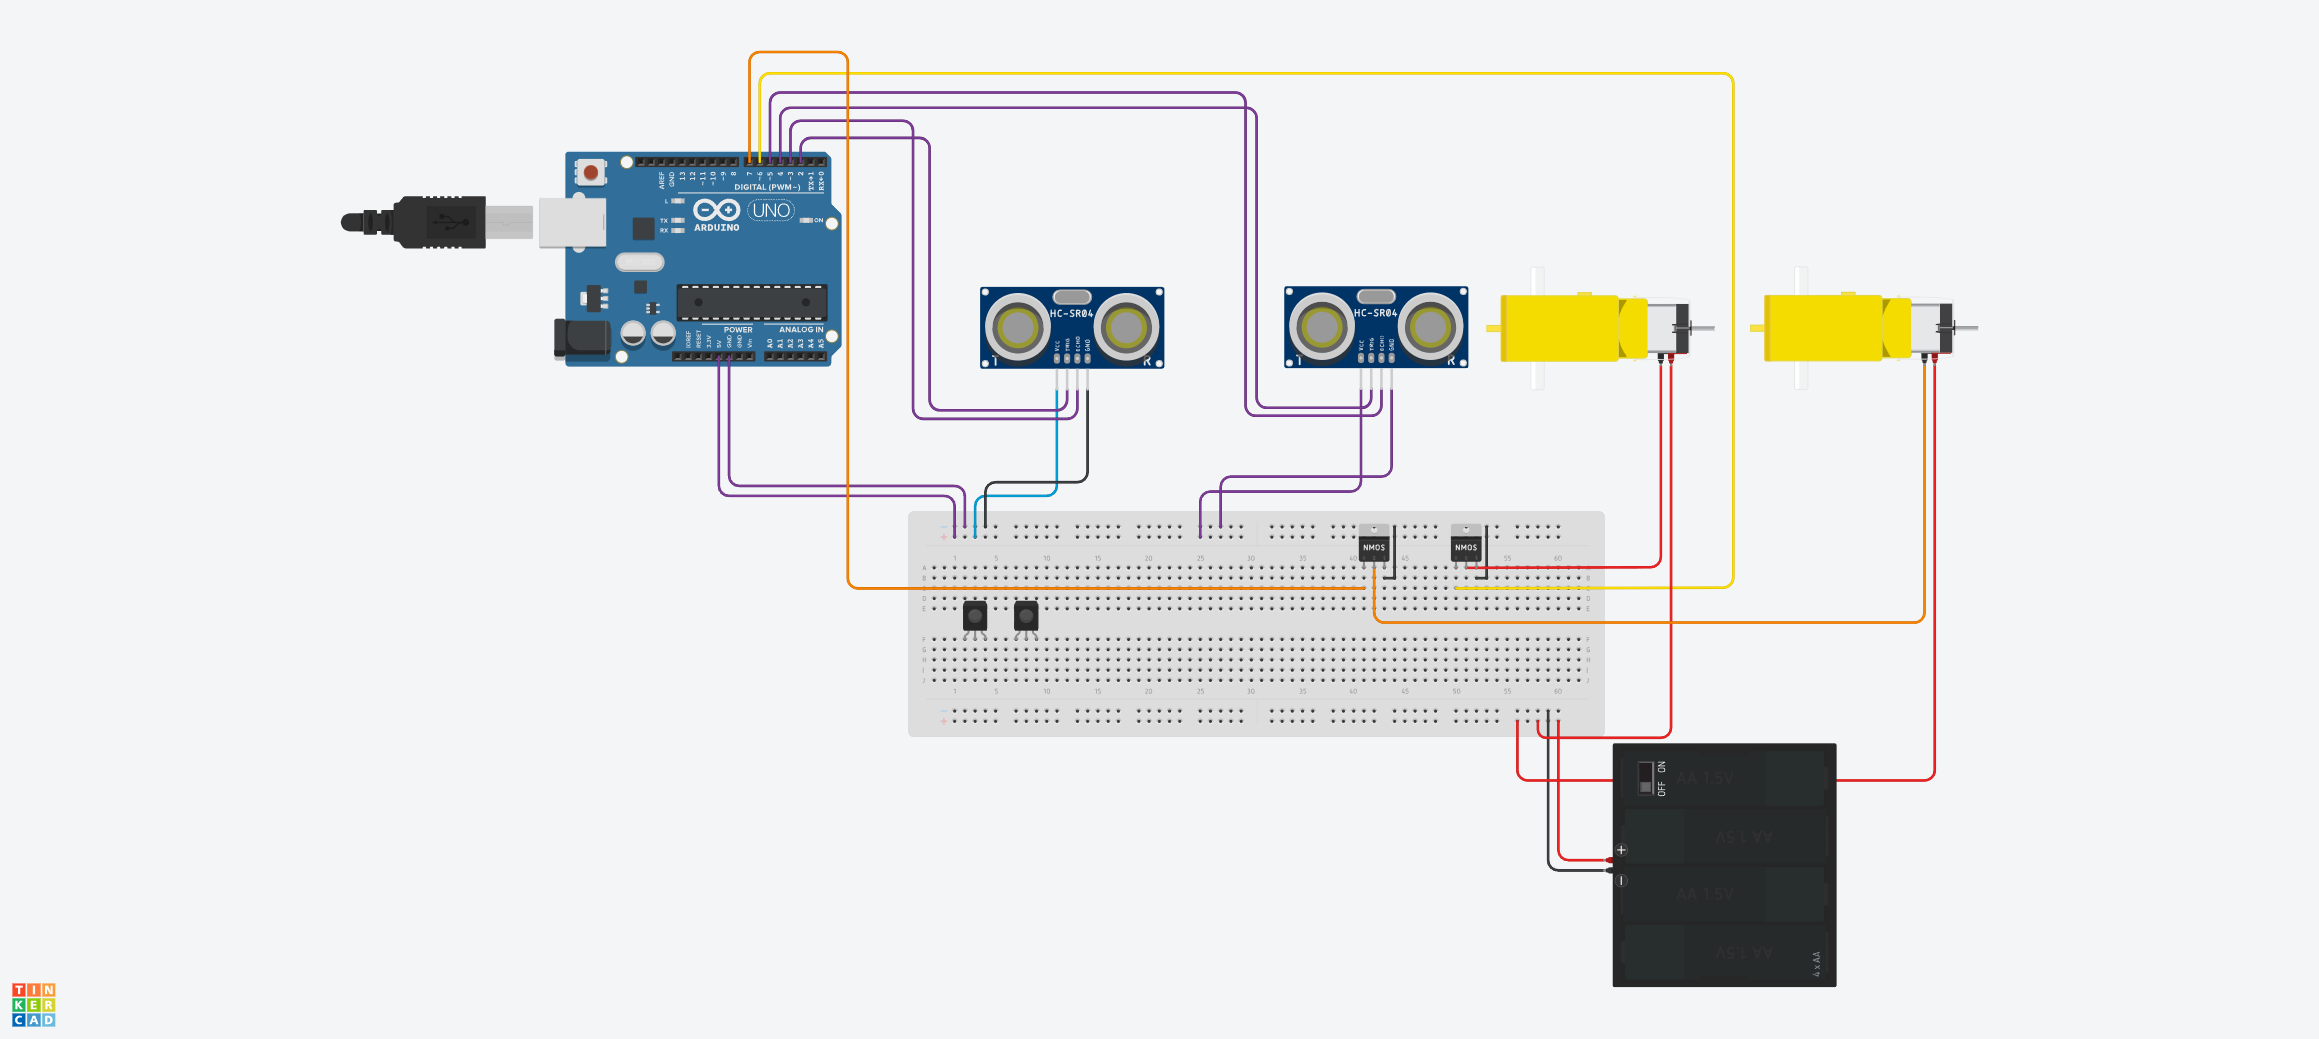 AREF
GND
13
12
~11
~10
~9
8
7
~6
~5
4
~3
2
TX→1
RX←0
DIGITAL (PWM~)
L
TX
RX
UNO
ON
ARDUINO
POWER
ANALOG IN
IOREF
RESET
3.3V
5V
GND
GND
Vin
A0
A1
A2
A3
A4
A5
HC-SR04
VCC
TRIG
ECHO
GND
T
R
HC-SR04
VCC
TRIG
ECHO
GND
T
R
NMOS
NMOS
1 5 10 15 20 25 30 35 40 45 50 55 60
A
B
D
E
F
G
H
I
J
1 5 10 15 20 25 30 35 40 45 50 55 60
OFF ON
AA 1.5V
AA 1.5V
AA 1.5V
AA 1.5V
4 x AA
TIN
KER
CAD